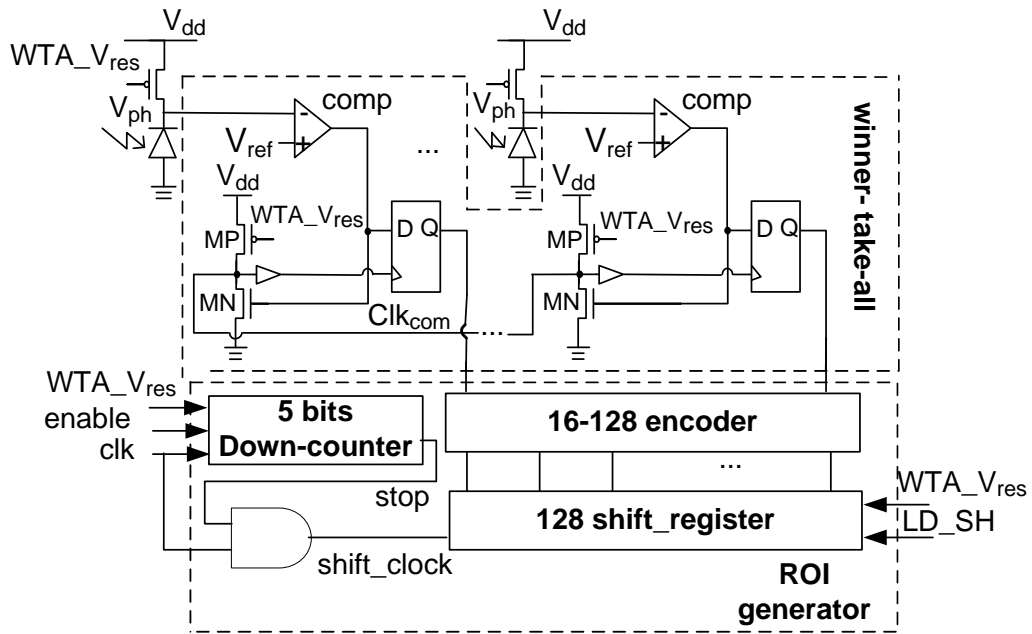 Vdd
Vdd
WTA_Vres
Vph
comp
Vph
comp
Vref
+
-
...
Vref
+
-
winner- take-all
Vdd
WTA_Vres
MP
D Q
MN
Clkcom
...
Vdd
WTA_Vres
MP
D Q
MN
WTA_Vres
enable
clk
5 bits
Down-counter
16-128 encoder
...
stop
128 shift_register
WTA_Vres
LD_SH
shift_clock
ROI
generator